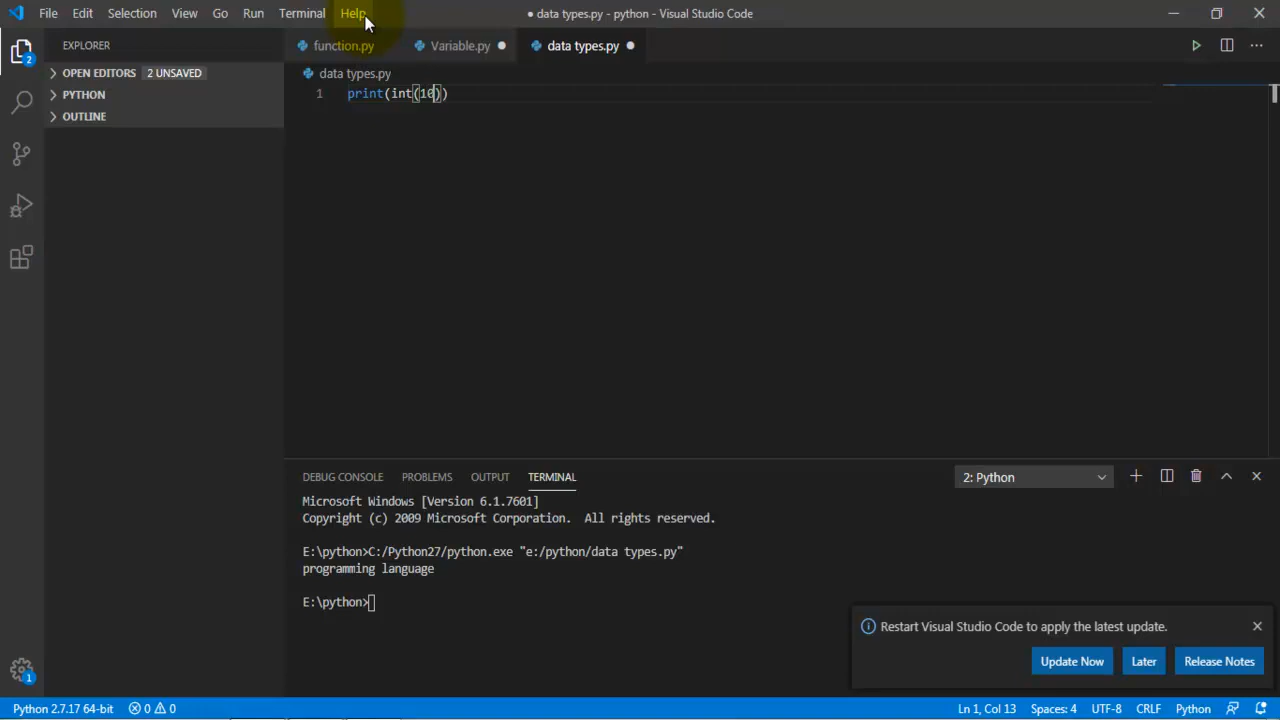 File Edit Selection View Go Run Terminal Help
● data types.py - python - Visual Studio Code
EXPLORER
function.py
Variable.py
data types.py
2
OPEN EDITORS 2 UNSAVED
PYTHON
OUTLINE
data types.py
1 print(int(10))
DEBUG CONSOLE PROBLEMS OUTPUT TERMINAL
2: Python
Microsoft Windows [Version 6.1.7601]
Copyright (c) 2009 Microsoft Corporation. All rights reserved.
E:\python>C:/Python27/python.exe "e:/python/data types.py"
programming language
E:\python>
Restart Visual Studio Code to apply the latest update.
Update Now Later Release Notes
1
Python 2.7.17 64-bit 0 0 Ln 1, Col 13 Spaces: 4 UTF-8 CRLF Python